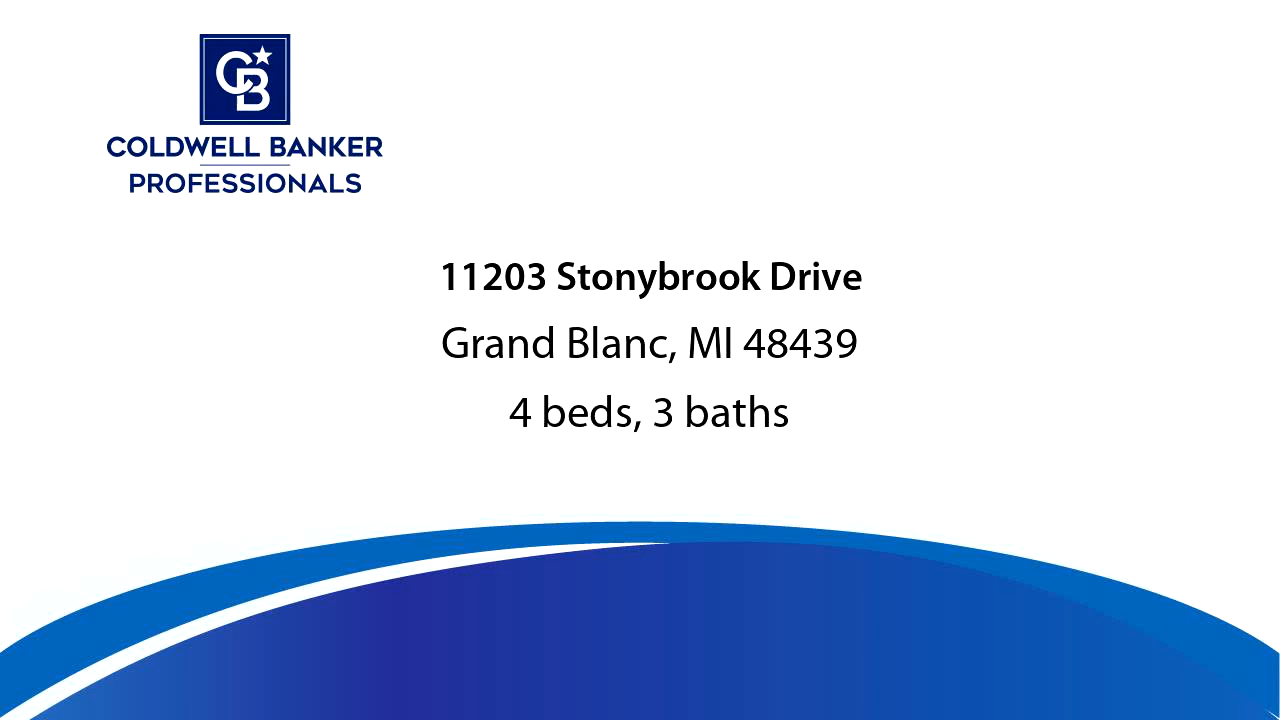 CB
COLDWELL BANKER
PROFESSIONALS
11203 Stonybrook Drive
Grand Blanc, MI 48439
4 beds, 3 baths